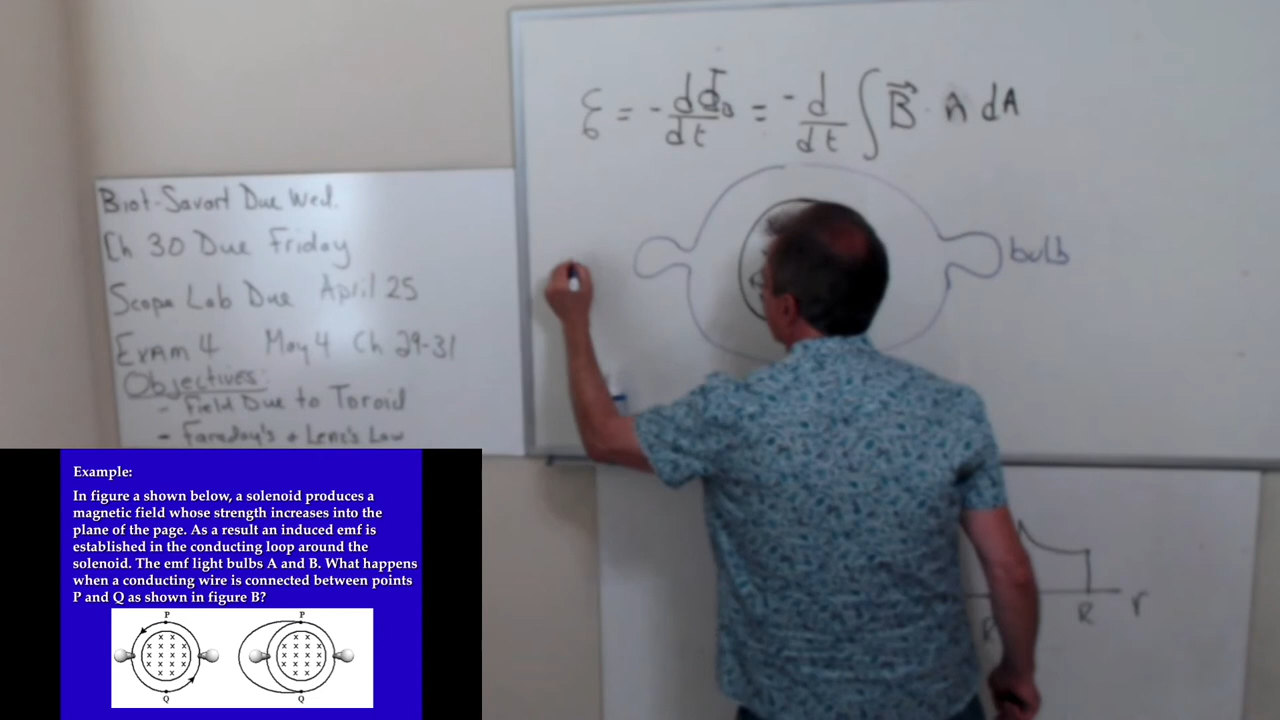 ℰ = - dΦB/dt = - d/dt ∫ B⃗ · n̂ dA
bulb
Biot-Savart Due Wed.
Ch 30 Due Friday
Scope Lab Due April 25
Exam 4 May 4 Ch 29-31
Objectives:
- Field Due to Toroid
- Faraday's + Lenz's Law
R r
Example:
In figure a shown below, a solenoid produces a
magnetic field whose strength increases into the
plane of the page. As a result an induced emf is
established in the conducting loop around the
solenoid. The emf light bulbs A and B. What happens
when a conducting wire is connected between points
P and Q as shown in figure B?
P P
x x x x x x
x x x x x x
x x x x x x
x x x x x x
Q Q